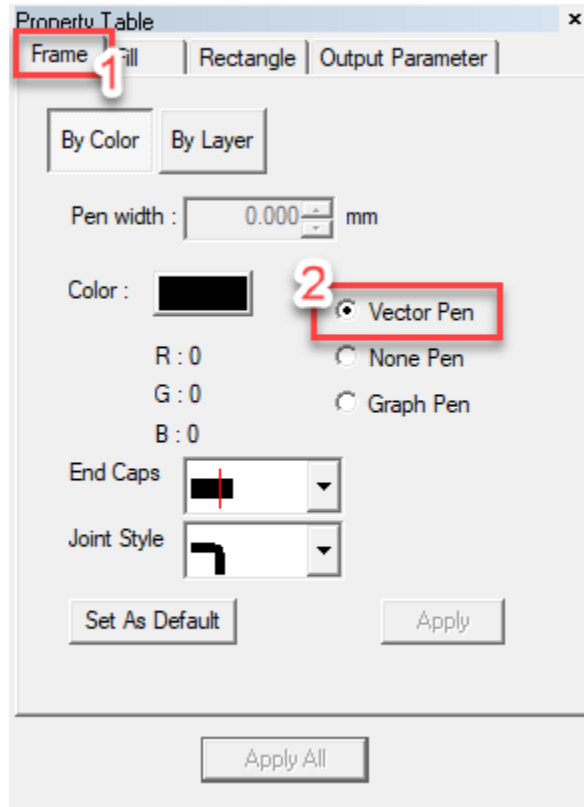 Property Table x
Frame Fill Rectangle Output Parameter
1
By Color By Layer
Pen width : 0.000 mm
2
Color : Vector Pen
R : 0 None Pen
G : 0 Graph Pen
B : 0
End Caps
Joint Style
Set As Default Apply
Apply All